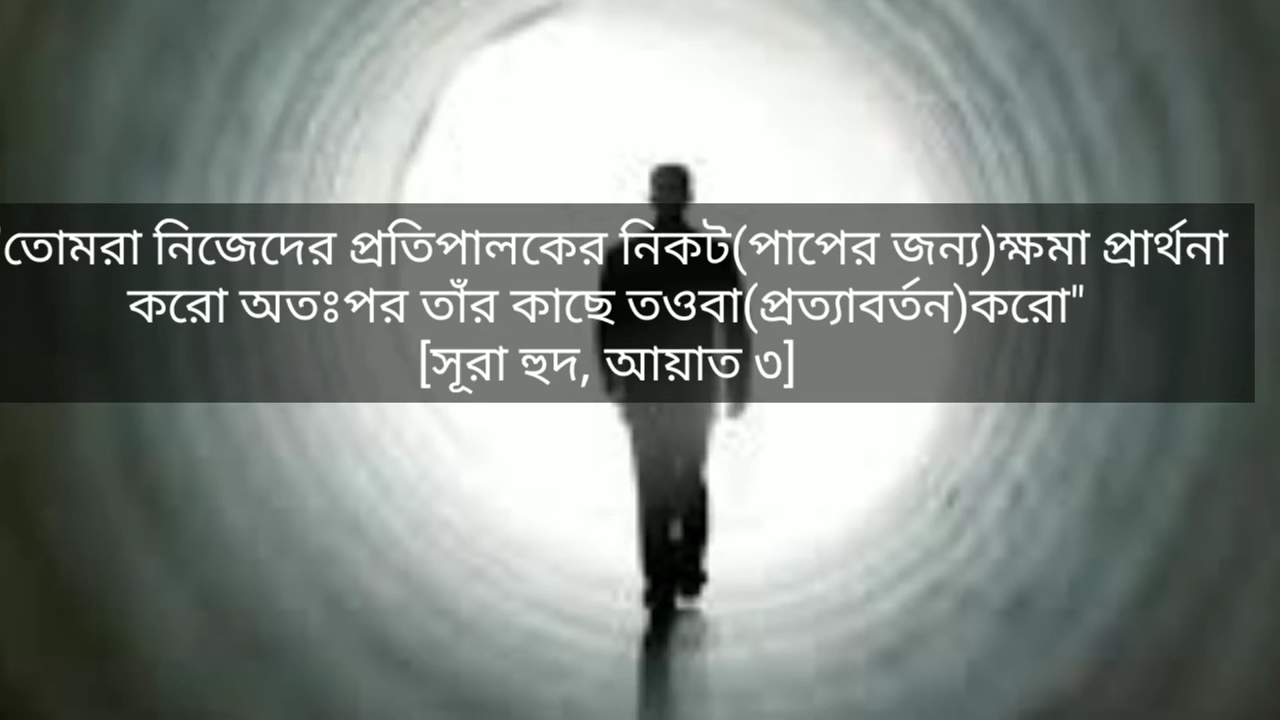 "তোমরা নিজেদের প্রতিপালকের নিকট(পাপের জন্য)ক্ষমা প্রার্থনা
করো অতঃপর তাঁর কাছে তওবা(প্রত্যাবর্তন)করো"
[সূরা হুদ, আয়াত ৩]